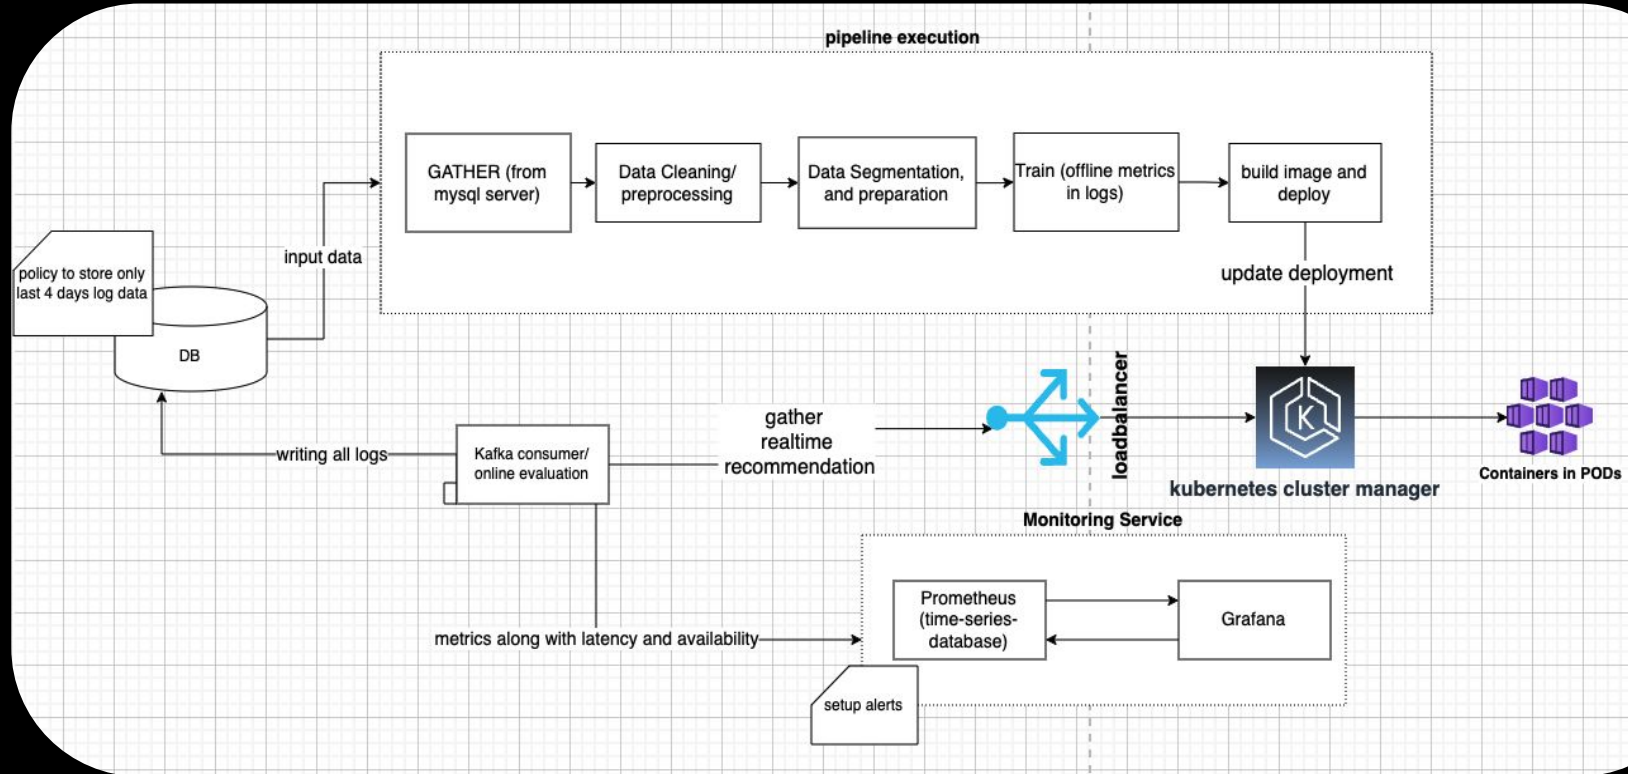 pipeline execution
GATHER (from
mysql server)
Data Cleaning/
preprocessing
Data Segmentation,
and preparation
Train (offline metrics
in logs)
build image and
deploy
input data
update deployment
policy to store only
last 4 days log data
DB
writing all logs
Kafka consumer/
online evaluation
gather
realtime
recommendation
loadbalancer
K
kubernetes cluster manager
Containers in PODs
Monitoring Service
Prometheus
(time-series-
database)
Grafana
metrics along with latency and availability
setup alerts